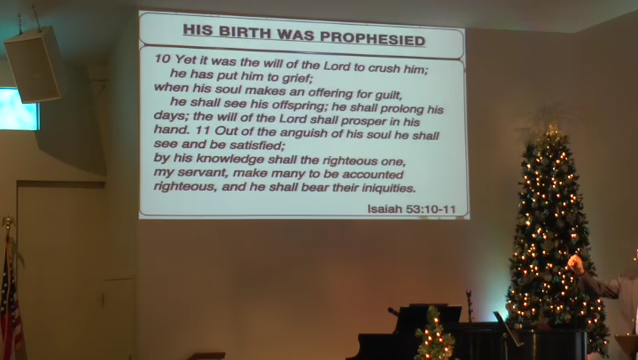 HIS BIRTH WAS PROPHESIED
10 Yet it was the will of the Lord to crush him;
he has put him to grief;
when his soul makes an offering for guilt,
he shall see his offspring; he shall prolong his
days; the will of the Lord shall prosper in his
hand. 11 Out of the anguish of his soul he shall
see and be satisfied;
by his knowledge shall the righteous one,
my servant, make many to be accounted
righteous, and he shall bear their iniquities.
Isaiah 53:10-11